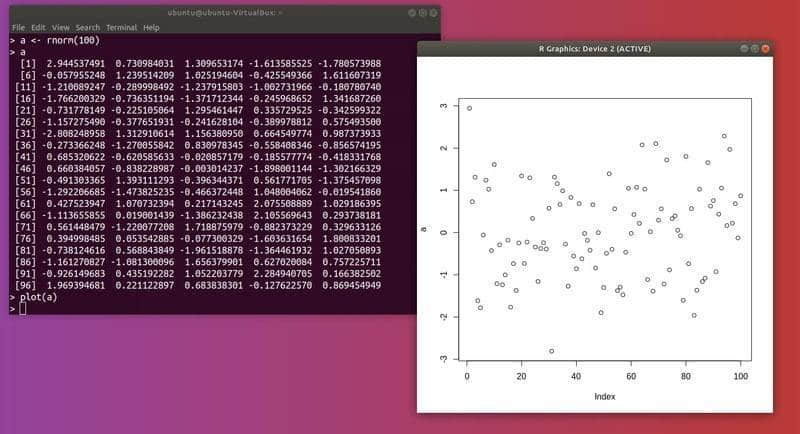 ubuntu@ubuntu-VirtualBox: ~
File Edit View Search Terminal Help
> a <- rnorm(100)
> a
[1] 2.944537491 0.730984031 1.309653174 -1.613585525 -1.780573988
[6] -0.057955248 1.239514209 1.025194604 -0.425549366 1.611607319
[11] -1.210089247 -0.289998492 -1.237915803 -1.002731966 -0.180780740
[16] -1.766200329 -0.736351194 -1.371712344 -0.245968652 1.341687260
[21] -0.731778149 -0.225105064 1.295461447 0.335729525 -0.342599322
[26] -1.157275490 -0.377651931 -0.241628104 -0.389978812 0.575493500
[31] -2.808248958 1.312910614 1.156380950 0.664549774 0.987373933
[36] -0.273366248 -1.270055842 0.830978345 -0.558408346 -0.856574195
[41] 0.685320622 -0.620585633 -0.020857179 -0.185577774 -0.418331768
[46] 0.660384057 -0.838228987 -0.003014237 -1.898001144 -1.302166329
[51] -0.491303365 1.393111293 -0.396344371 0.561771705 -1.375457098
[56] -1.292206685 -1.473825235 -0.466372448 1.048004062 -0.019541860
[61] 0.427523947 1.070732394 0.217143245 2.075508889 1.029186395
[66] -1.113655855 0.019001439 -1.386232438 2.105569643 0.293738181
[71] 0.561448479 -1.220077208 1.718875979 -0.882373229 0.329633126
[76] 0.394998485 0.053542885 -0.077300329 -1.603631654 1.800833201
[81] -0.738124616 0.568843849 -1.961518878 -1.364461932 1.027050893
[86] -1.161270827 -1.081300096 1.656379901 0.627020084 0.757225711
[91] -0.926149683 0.435192282 1.052203779 2.284940705 0.166382502
[96] 1.969394681 0.221122897 0.683838301 -0.127622570 0.869454949
> plot(a)
>
R Graphics: Device 2 (ACTIVE)
3
2
1
0
-1
-2
-3
a
0 20 40 60 80 100
Index